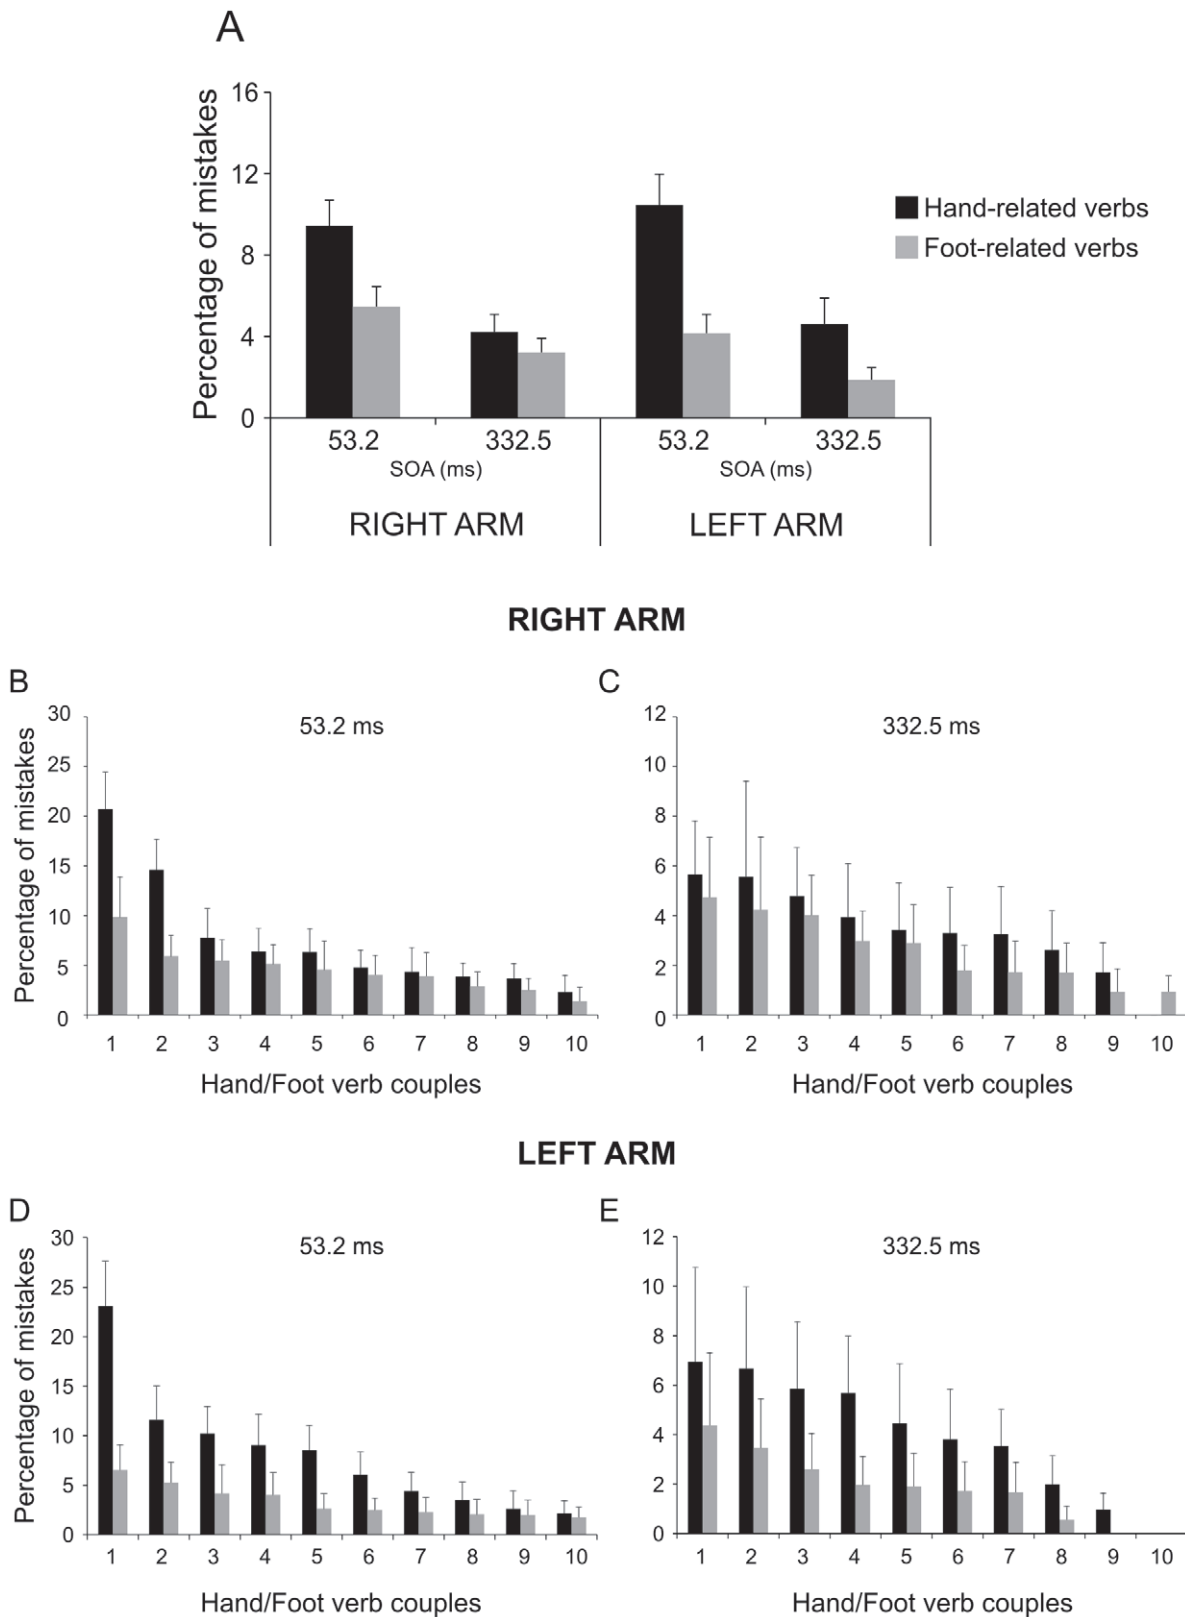 A
Percentage of mistakes
16
12
8
4
0
Hand-related verbs
Foot-related verbs
53.2 332.5 53.2 332.5
SOA (ms) SOA (ms)
RIGHT ARM LEFT ARM
RIGHT ARM
B
Percentage of mistakes
53.2 ms
30
25
20
15
10
5
0
1 2 3 4 5 6 7 8 9 10
Hand/Foot verb couples
C
332.5 ms
12
10
8
6
4
2
0
1 2 3 4 5 6 7 8 9 10
Hand/Foot verb couples
LEFT ARM
D
Percentage of mistakes
53.2 ms
30
25
20
15
10
5
0
1 2 3 4 5 6 7 8 9 10
Hand/Foot verb couples
E
332.5 ms
12
10
8
6
4
2
0
1 2 3 4 5 6 7 8 9 10
Hand/Foot verb couples